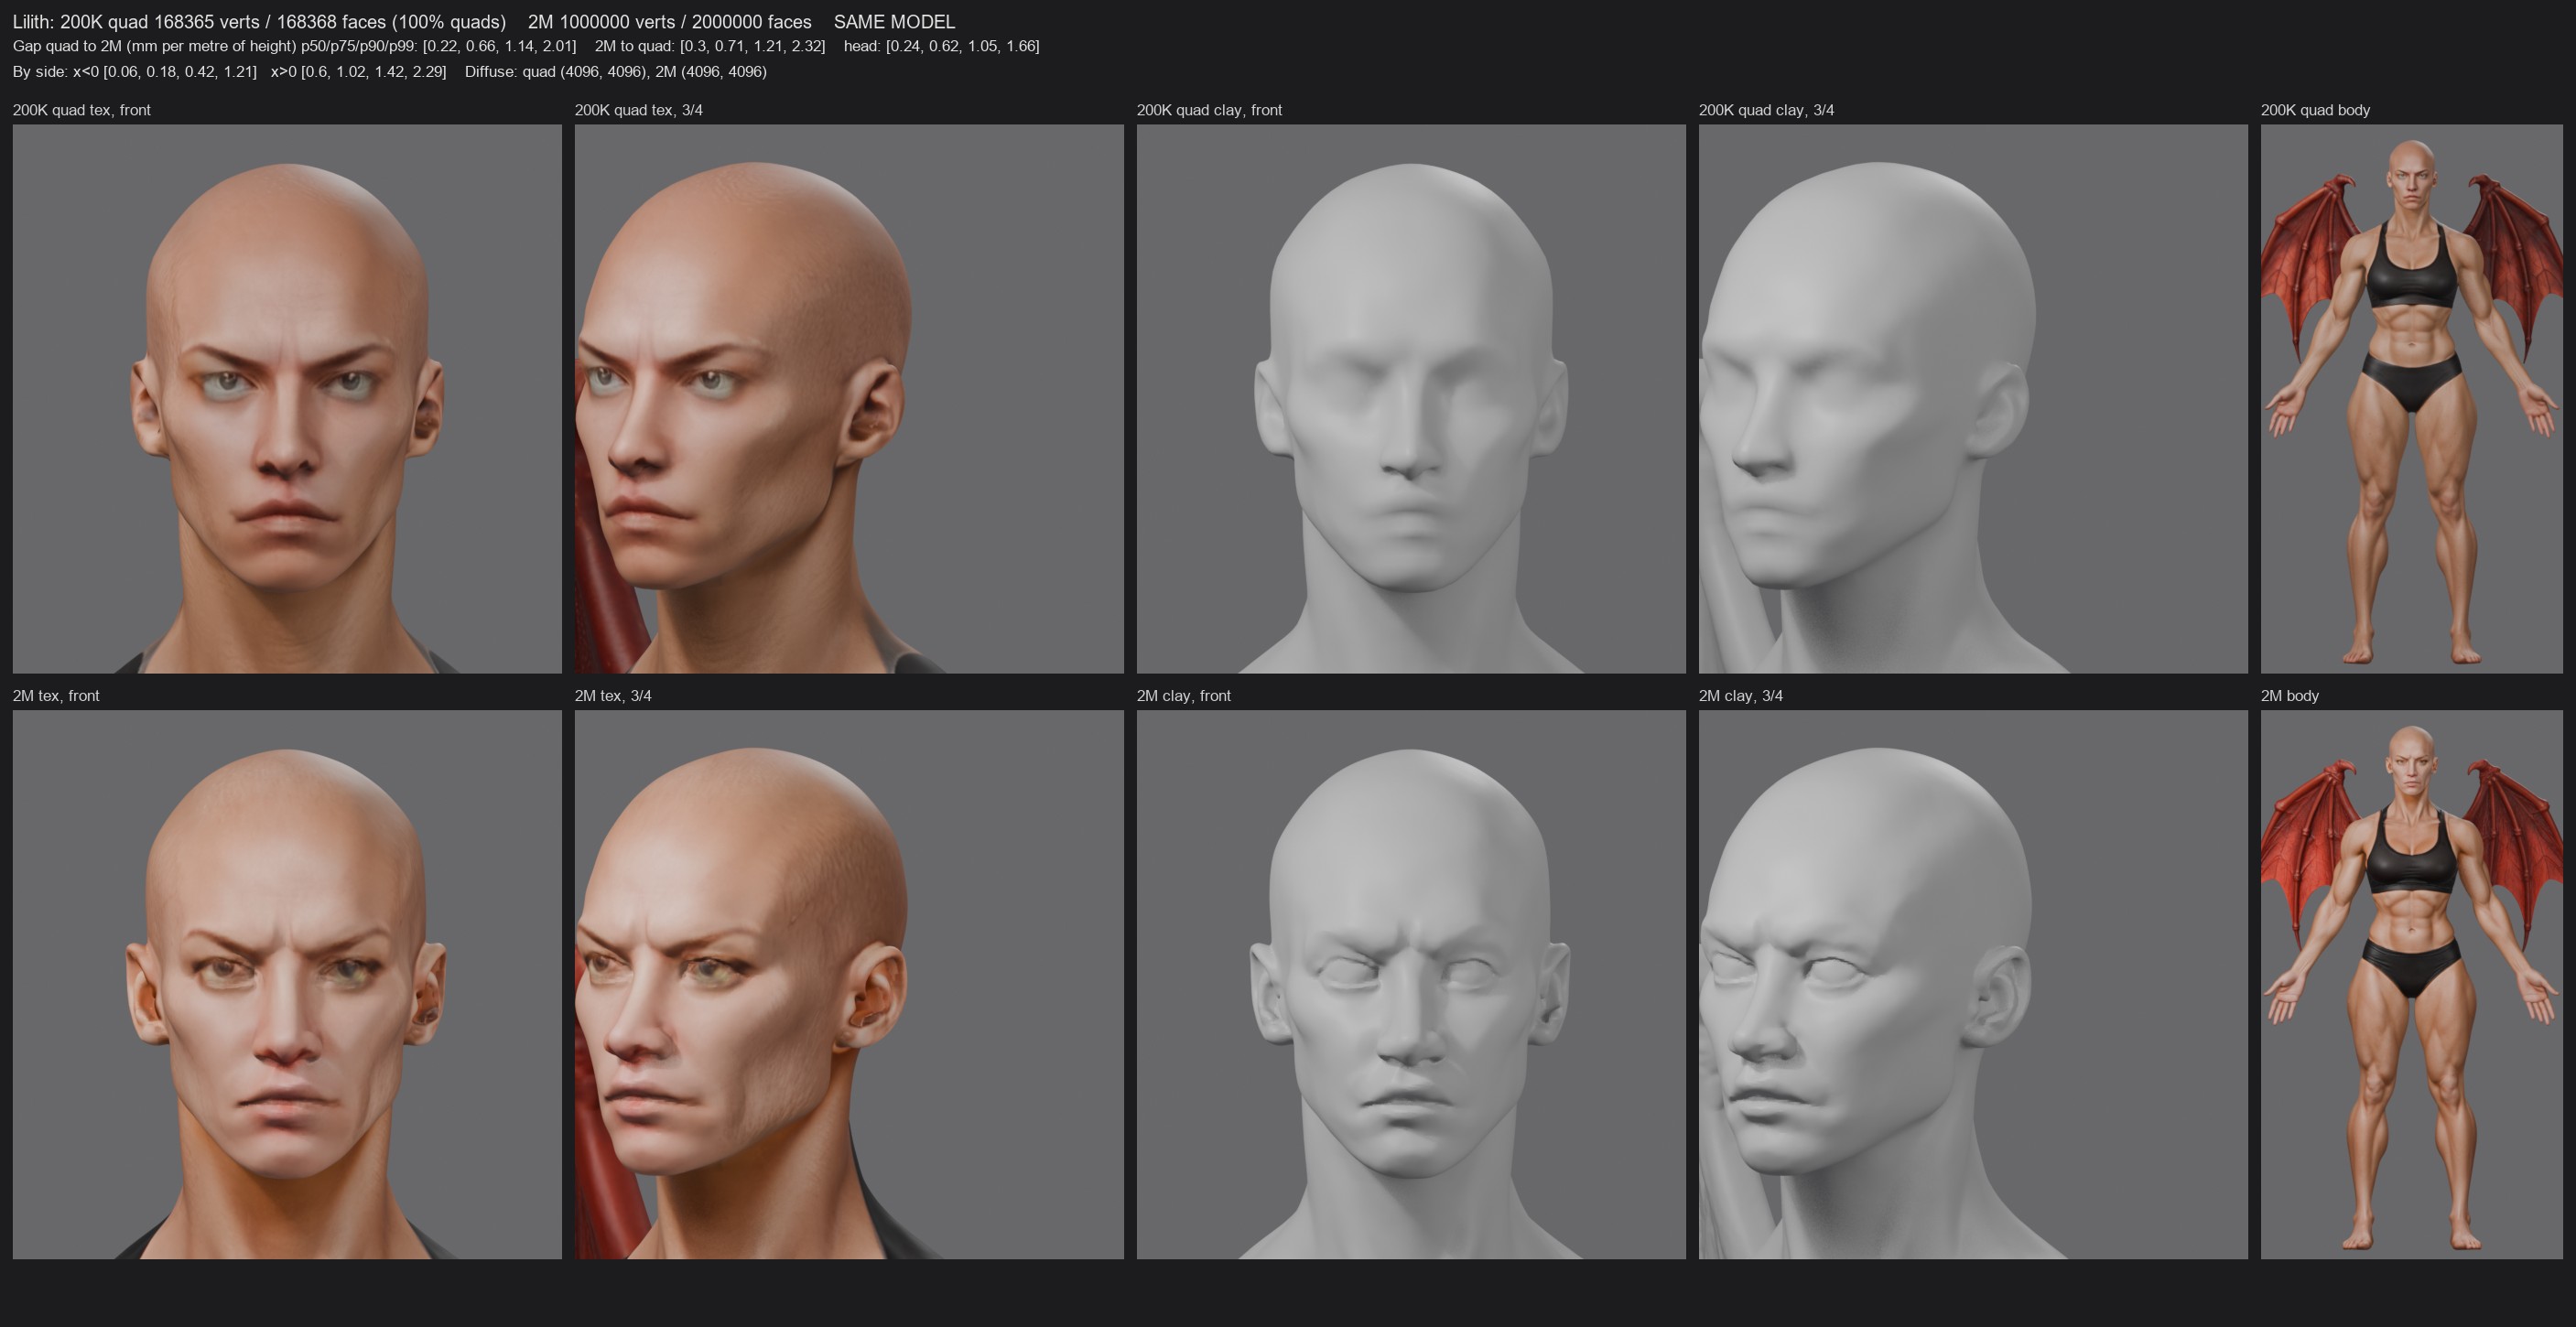 Lilith: 200K quad 168365 verts / 168368 faces (100% quads) 2M 1000000 verts / 2000000 faces SAME MODEL
Gap quad to 2M (mm per metre of height) p50/p75/p90/p99: [0.22, 0.66, 1.14, 2.01] 2M to quad: [0.3, 0.71, 1.21, 2.32] head: [0.24, 0.62, 1.05, 1.66]
By side: x<0 [0.06, 0.18, 0.42, 1.21] x>0 [0.6, 1.02, 1.42, 2.29] Diffuse: quad (4096, 4096), 2M (4096, 4096)
200K quad tex, front
200K quad tex, 3/4
200K quad clay, front
200K quad clay, 3/4
200K quad body
2M tex, front
2M tex, 3/4
2M clay, front
2M clay, 3/4
2M body